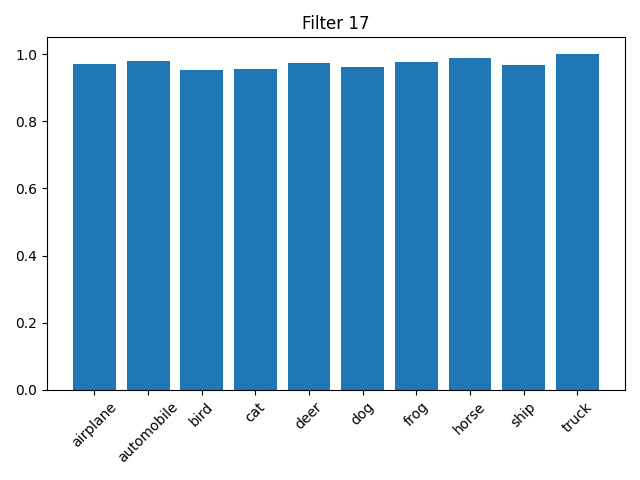 Filter 17
1.0
0.8
0.6
0.4
0.2
0.0
airplane
automobile
bird
cat
deer
dog
frog
horse
ship
truck